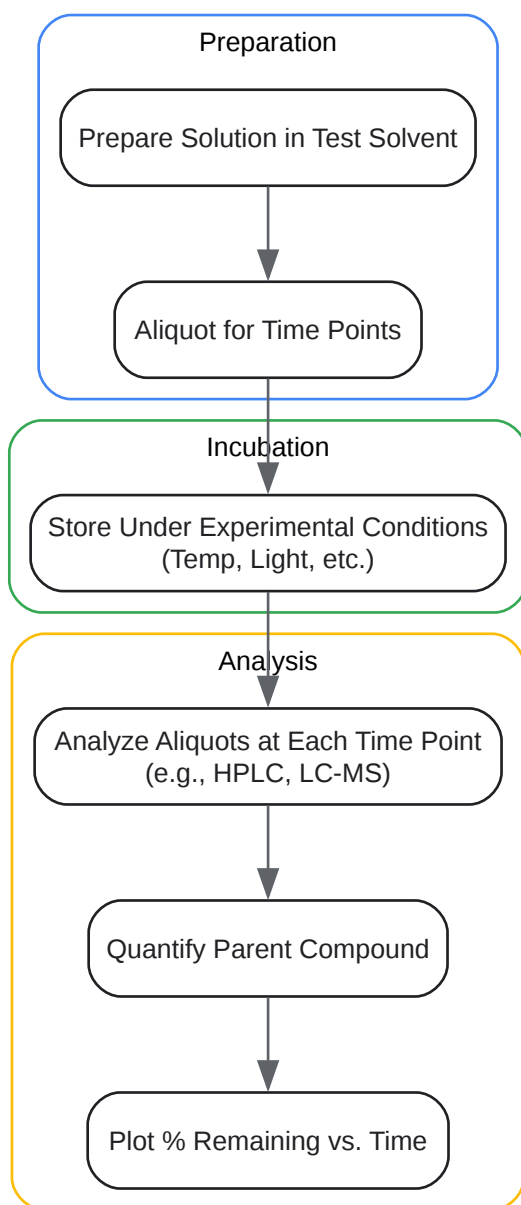 Preparation
Prepare Solution in Test Solvent
Aliquot for Time Points
Incubation
Store Under Experimental Conditions
(Temp, Light, etc.)
Analysis
Analyze Aliquots at Each Time Point
(e.g., HPLC, LC-MS)
Quantify Parent Compound
Plot % Remaining vs. Time